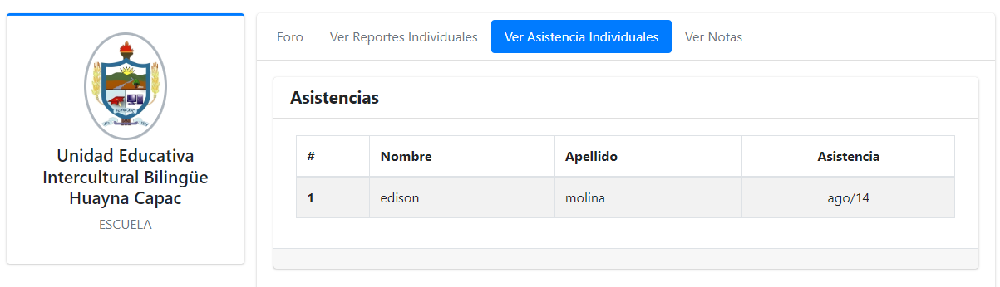 Unidad Educativa
Intercultural Bilingüe
Huayna Capac
ESCUELA
Foro Ver Reportes Individuales Ver Asistencia Individuales Ver Notas
Asistencias
# Nombre Apellido Asistencia
1 edison molina ago/14